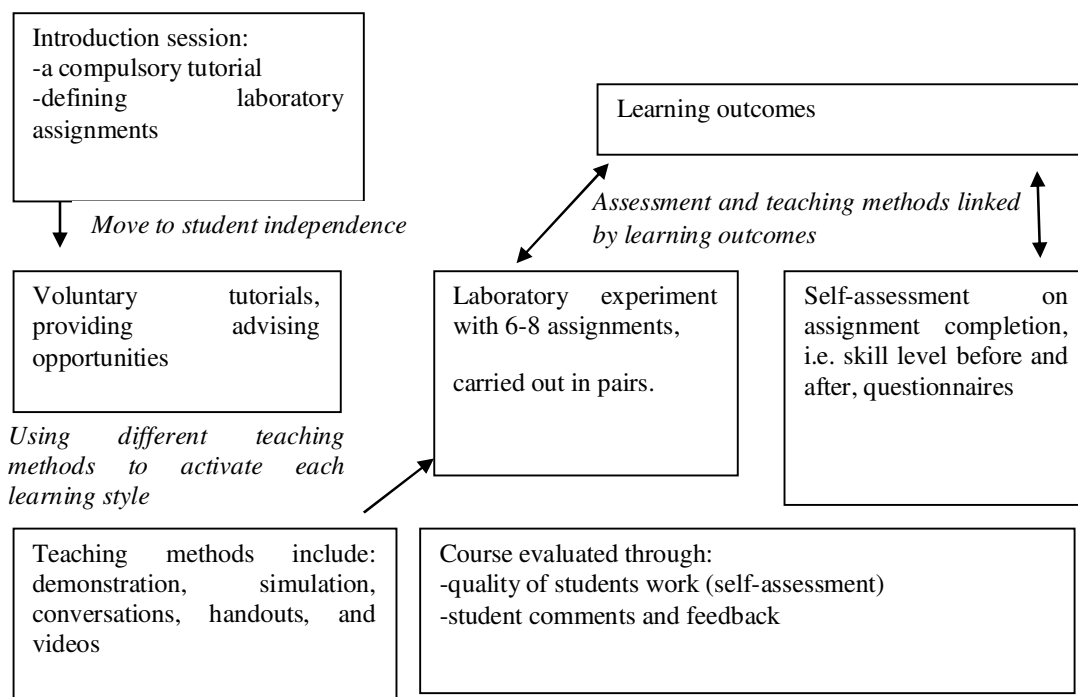 Introduction session:
-a compulsory tutorial
-defining laboratory
assignments
Learning outcomes
Move to student independence
Assessment and teaching methods linked
by learning outcomes
Voluntary tutorials,
providing advising
opportunities
Laboratory experiment
with 6-8 assignments,
carried out in pairs.
Self-assessment on
assignment completion,
i.e. skill level before and
after, questionnaires
Using different teaching
methods to activate each
learning style
Teaching methods include:
demonstration, simulation,
conversations, handouts, and
videos
Course evaluated through:
-quality of students work (self-assessment)
-student comments and feedback